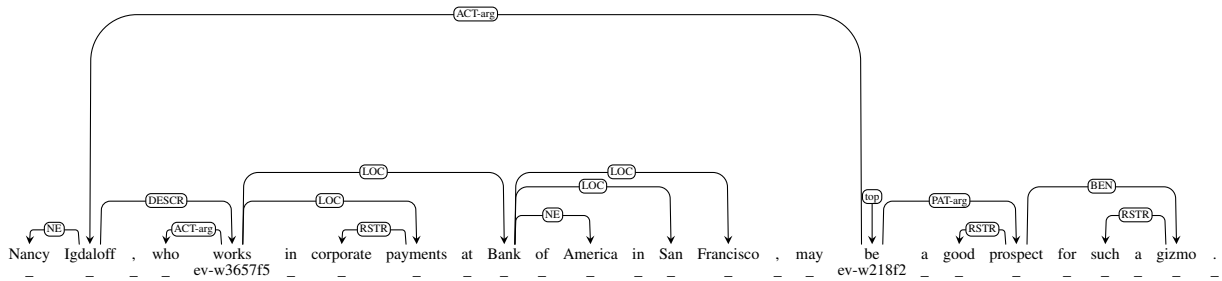 ACT-arg
LOC LOC
LOC
top
DESCR LOC NE PAT-arg BEN
NE ACT-arg RSTR RSTR RSTR
Nancy Igdaloff , who works in corporate payments at Bank of America in San Francisco , may be a good prospect for such a gizmo .
_ _ _ _ ev-w3657f5 _ _ _ _ _ _ _ _ _ _ _ _ ev-w218f2 _ _ _ _ _ _ _ _